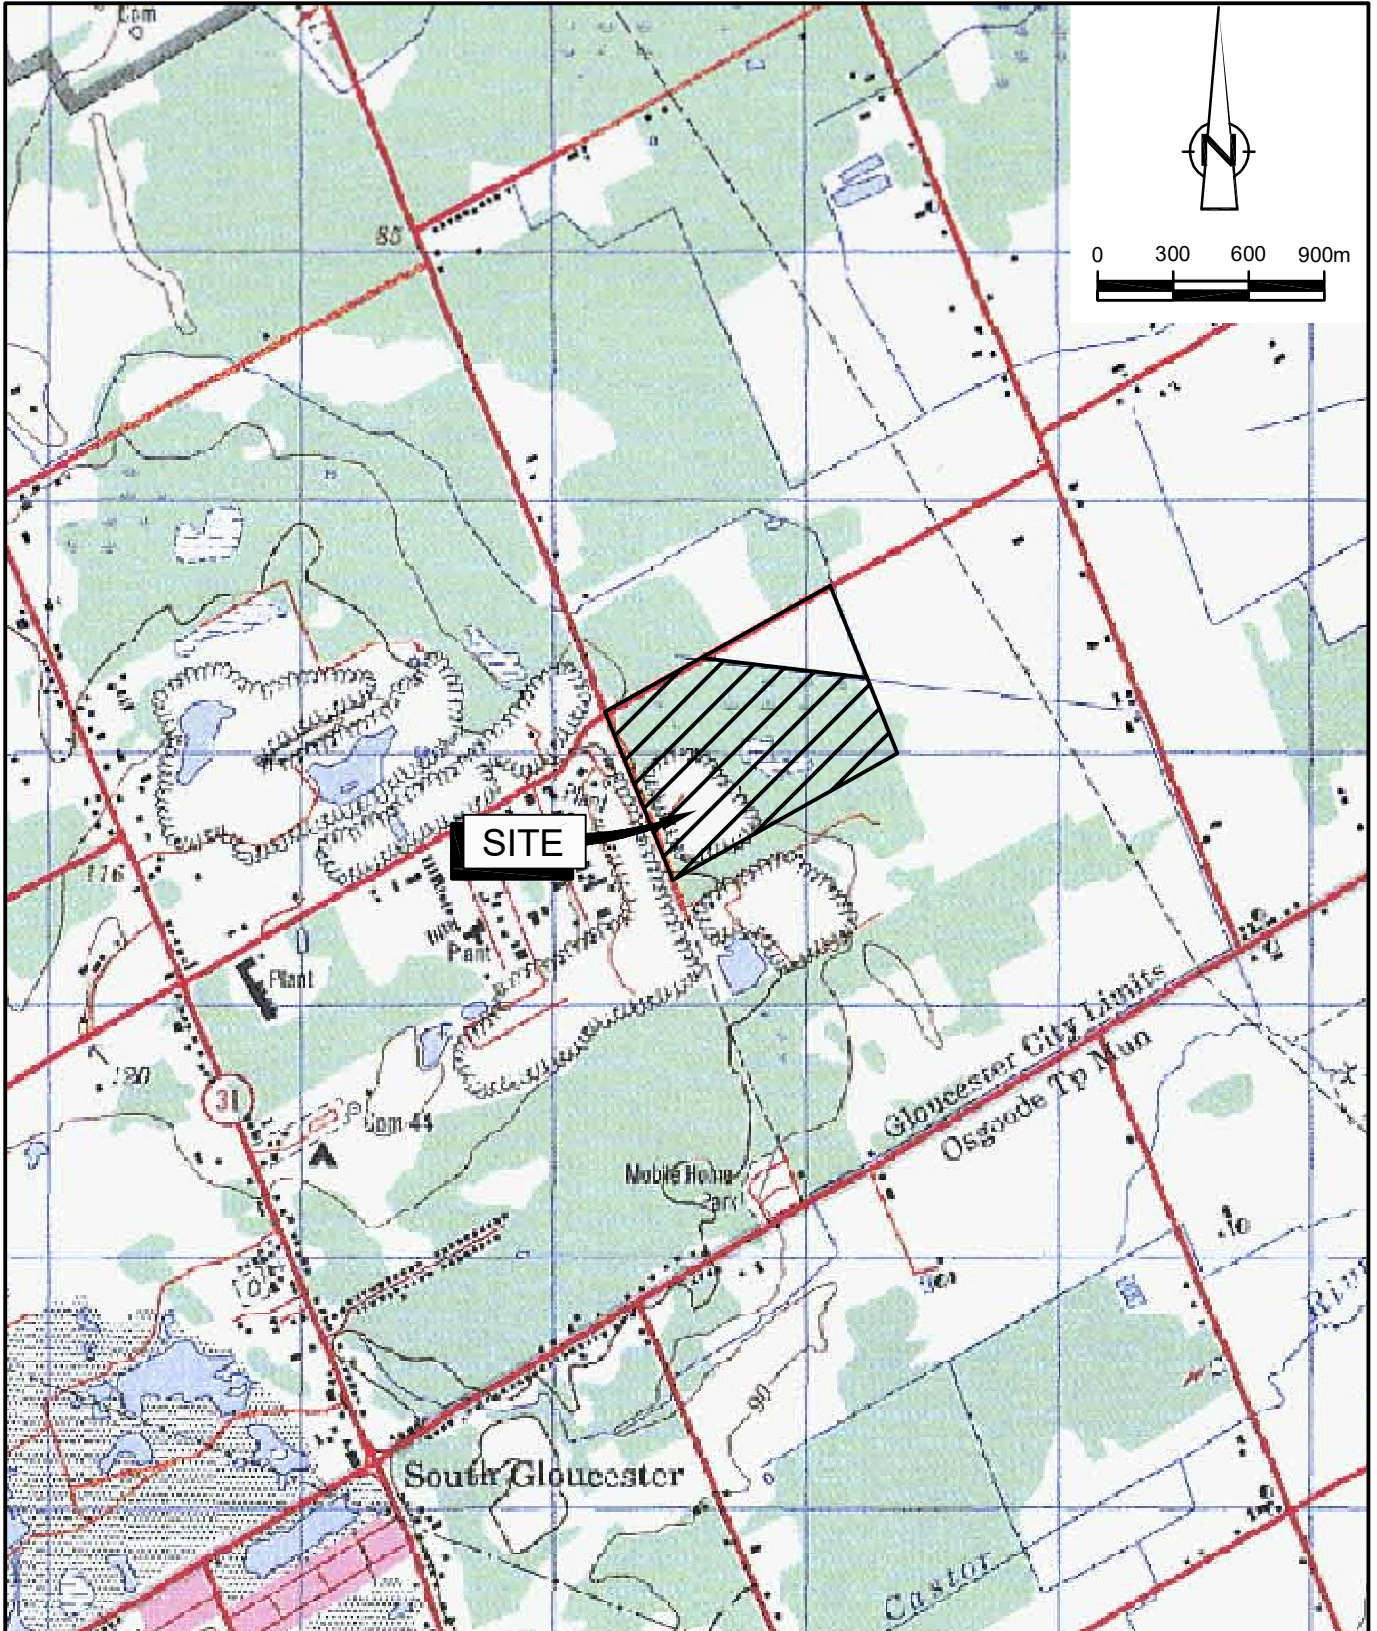 Com
N
0 300 600 900m
85
SITE
116
Plant
Plant
31
Com 44
Gloucester City Limits
Osgoode Tp Mun
Mobile Home
Park
90
South Gloucester
Castor